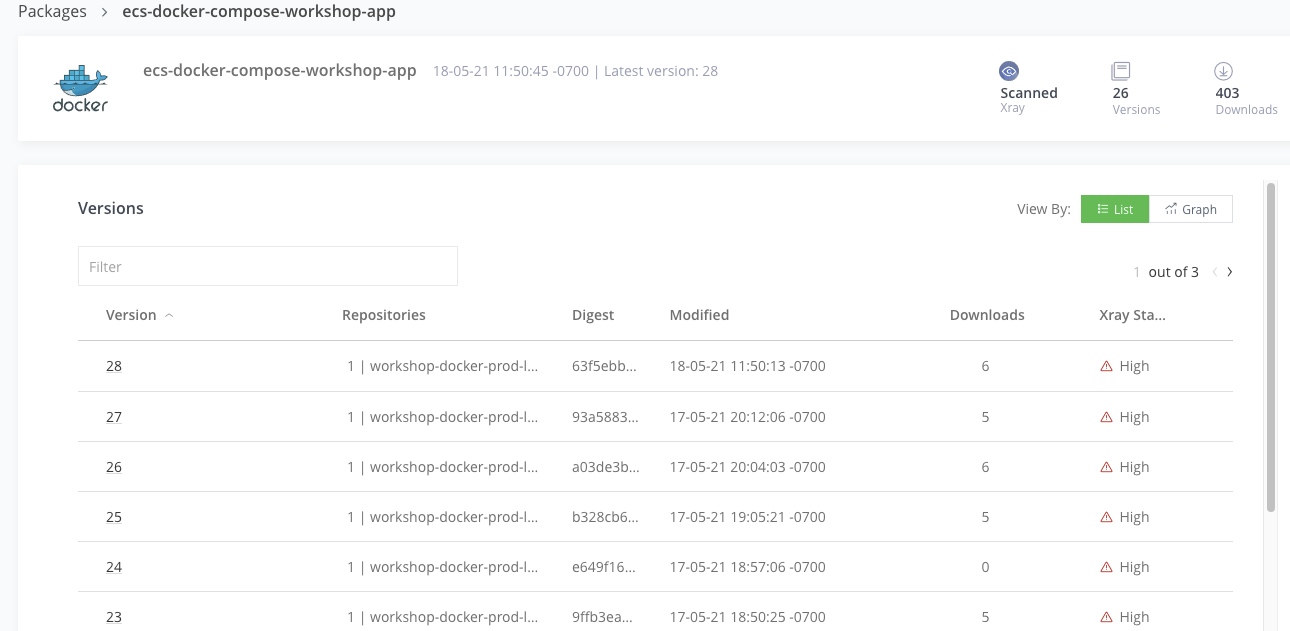 Packages > ecs-docker-compose-workshop-app
docker
ecs-docker-compose-workshop-app 18-05-21 11:50:45 -0700 | Latest version: 28
Scanned 26 403
Xray Versions Downloads
Versions
View By: List Graph
Filter
1 out of 3 < >
Version Repositories Digest Modified Downloads Xray Sta...
28 1 | workshop-docker-prod-l... 63f5ebb... 18-05-21 11:50:13 -0700 6 High
27 1 | workshop-docker-prod-l... 93a5883... 17-05-21 20:12:06 -0700 5 High
26 1 | workshop-docker-prod-l... a03de3b... 17-05-21 20:04:03 -0700 6 High
25 1 | workshop-docker-prod-l... b328cb6... 17-05-21 19:05:21 -0700 5 High
24 1 | workshop-docker-prod-l... e649f16... 17-05-21 18:57:06 -0700 0 High
23 1 | workshop-docker-prod-l... 9ffb3ea... 17-05-21 18:50:25 -0700 5 High